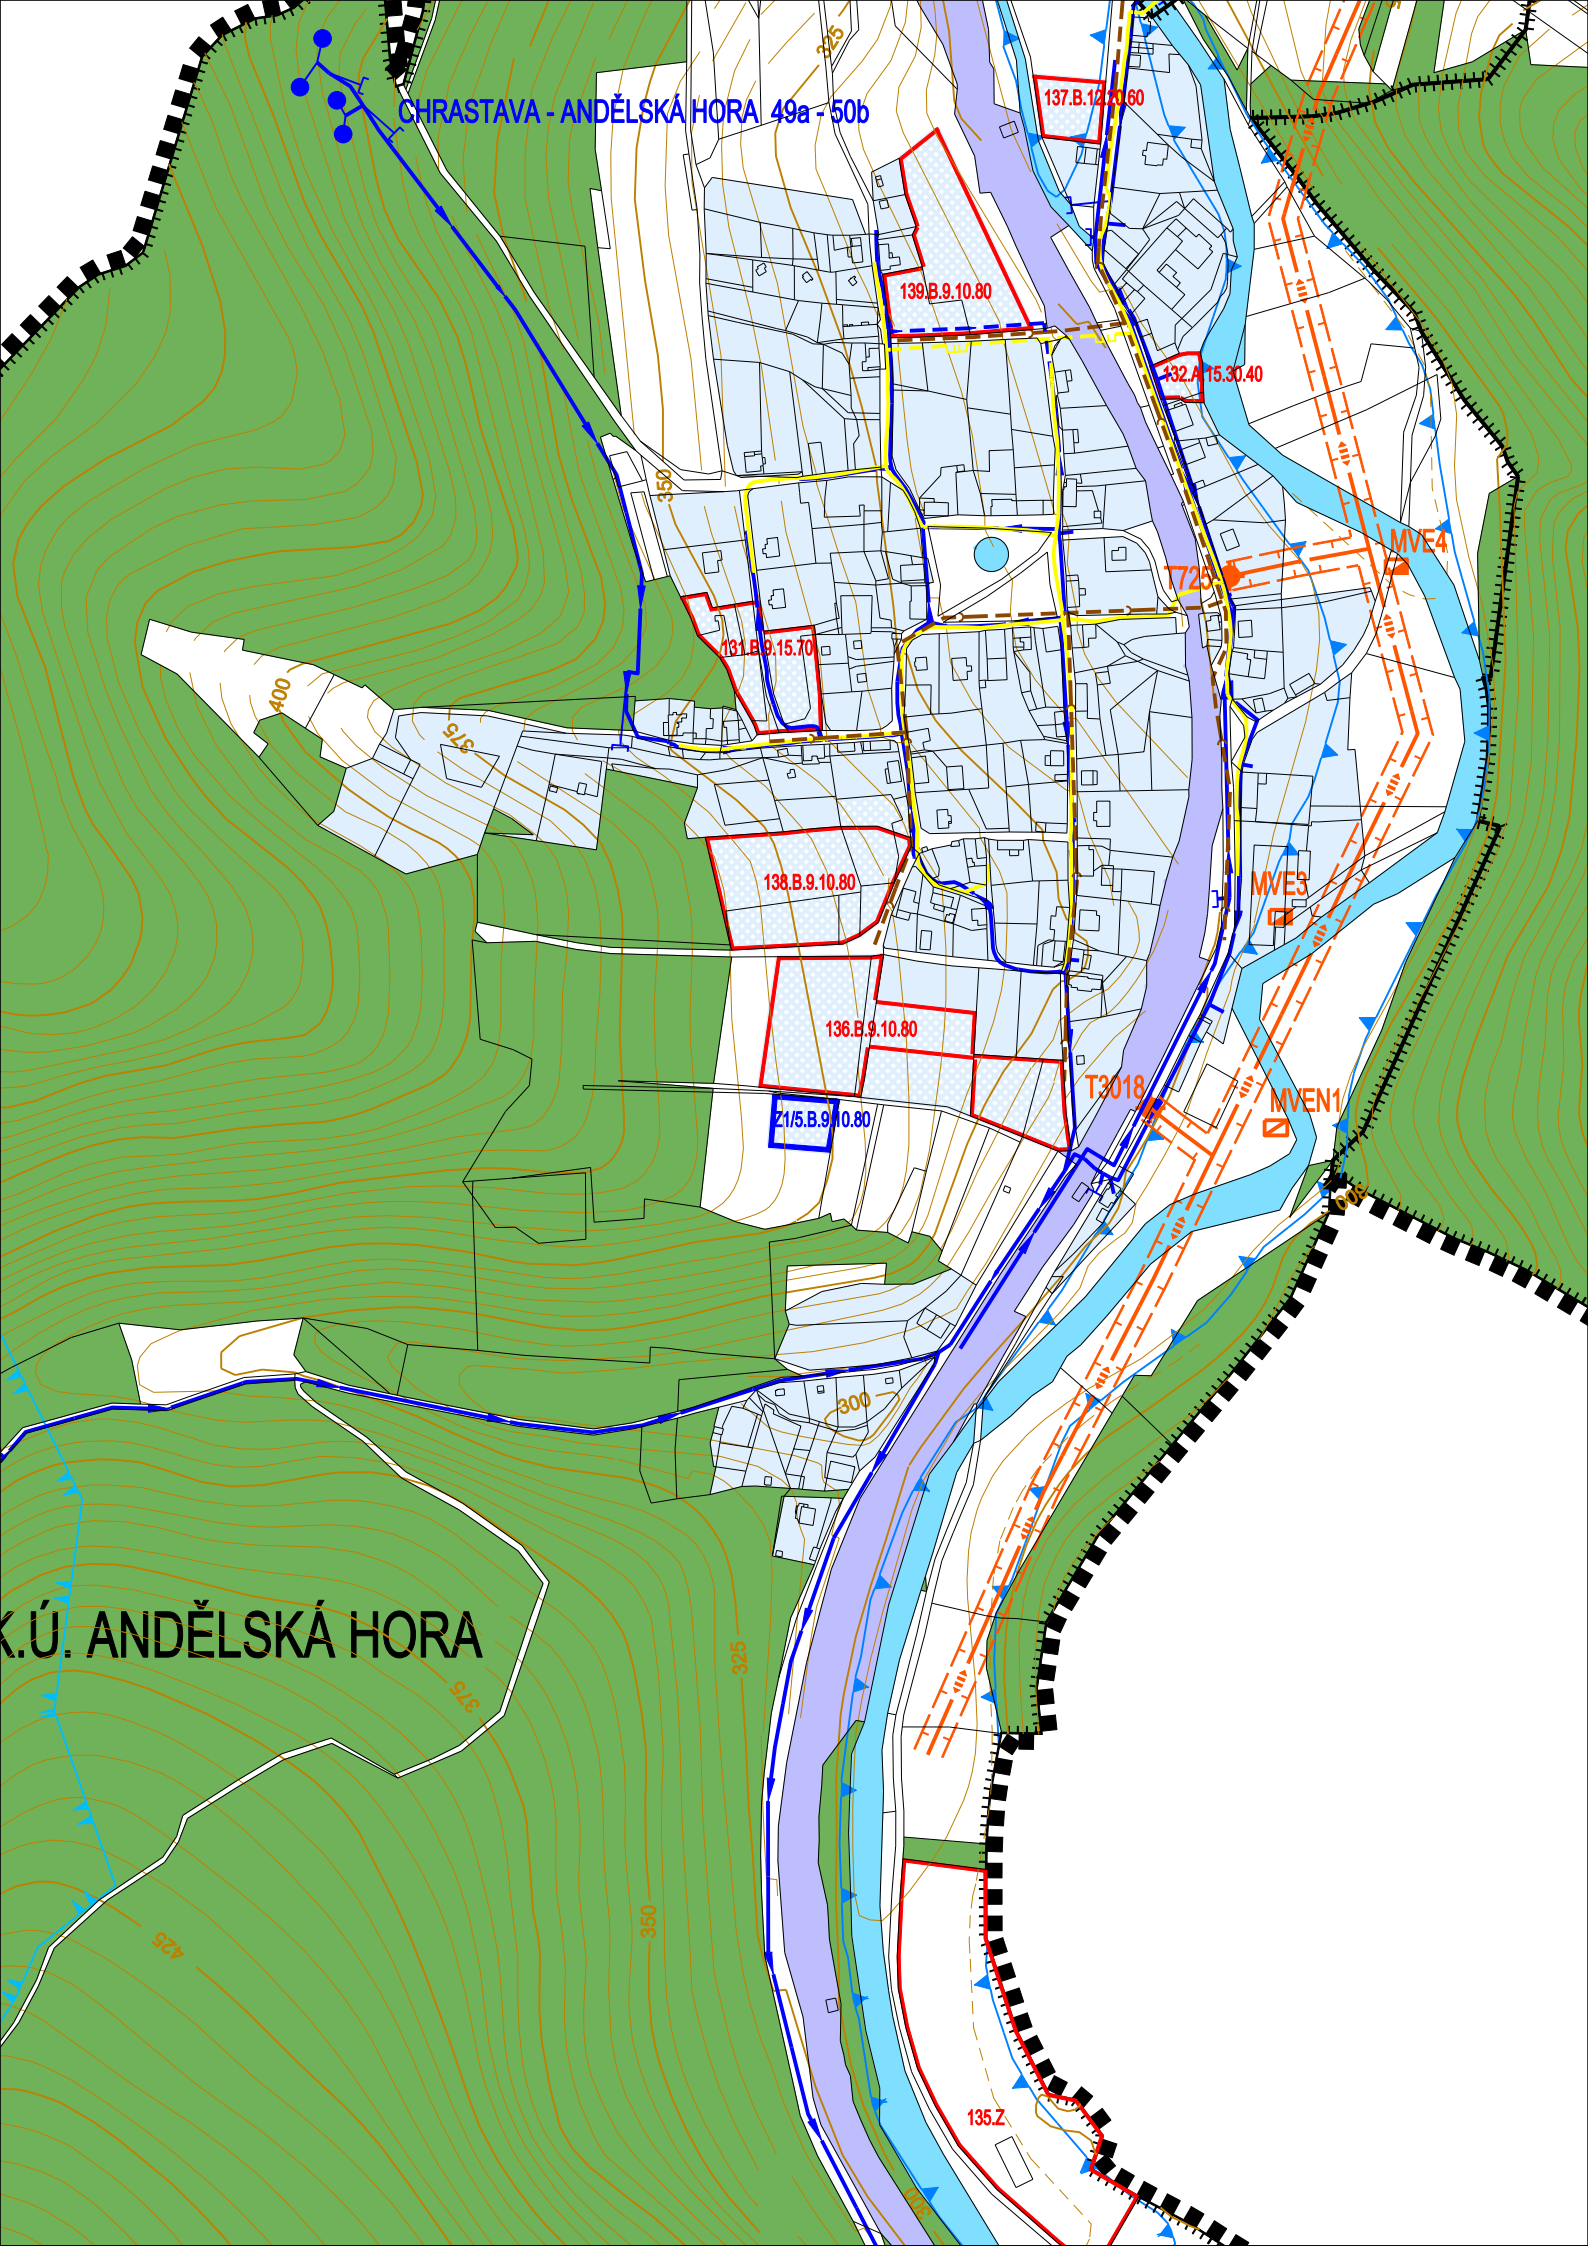 325
CHRASTAVA - ANDĚLSKÁ HORA 49a - 50b
137.B.12.20.60
139.B.9.10.80
132.A.15.30.40
350
MVE4
T725
131.B.9.15.70
400
375
138.B.9.10.80
MVE3
136.B.9.10.80
T3018
MVEN1
Z1/5.B.9.10.80
300
300
K.Ú. ANDĚLSKÁ HORA
325
375
350
425
135.Z
300